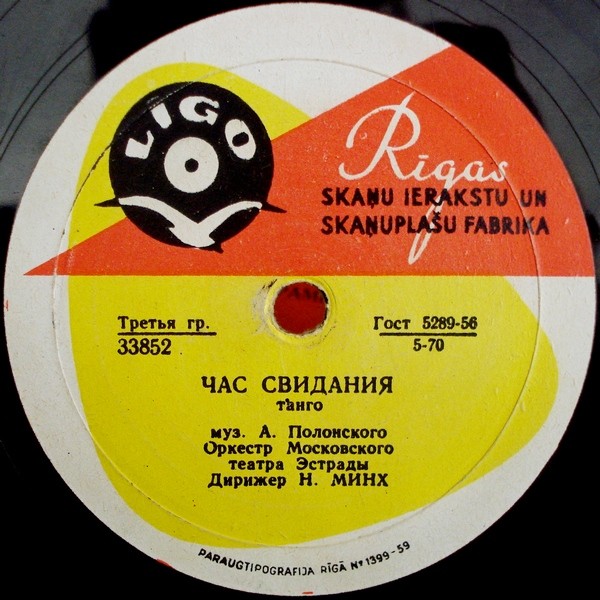 LIGO
Rīgas
SKAŅU IERAKSTU UN
SKAŅUPLAŠU FABRIKA
Третья гр.
33852
Гост 5289-56
5-70
ЧАС СВИДАНИЯ
танго
муз. А. Полонского
Оркестр Московского
театра Эстрады
Дирижер Н. МИНХ
PARAUGTIPOGRAFIJA RĪGĀ Nº 1399-59